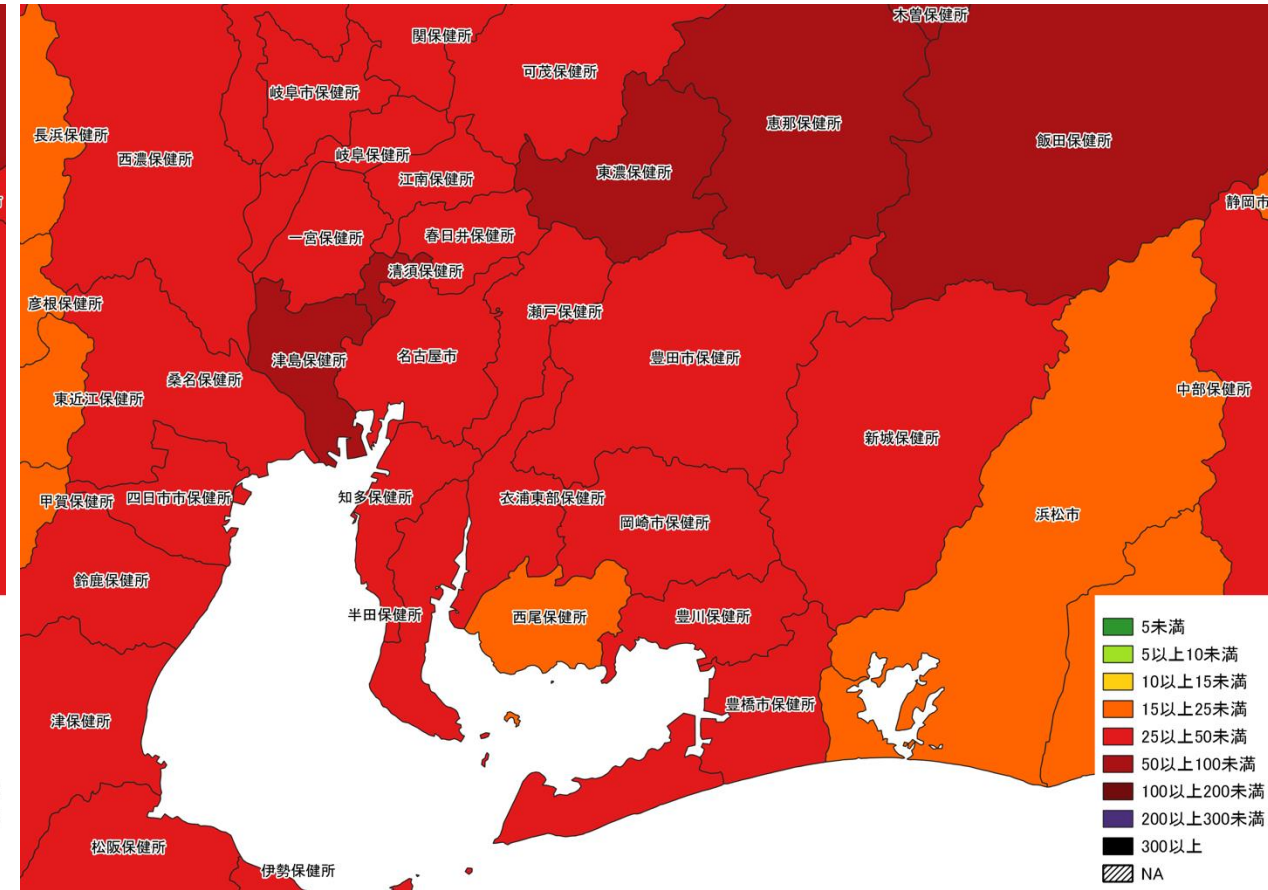 木曽保健所
関保健所
可茂保健所
岐阜市保健所
恵那保健所
長浜保健所
飯田保健所
西濃保健所
岐阜保健所
東濃保健所
江南保健所
静岡市
一宮保健所
春日井保健所
清須保健所
彦根保健所
瀬戸保健所
津島保健所
名古屋市
豊田市保健所
桑名保健所
東近江保健所
中部保健所
新城保健所
甲賀保健所
四日市市保健所
知多保健所
衣浦東部保健所
岡崎市保健所
浜松市
鈴鹿保健所
半田保健所
西尾保健所
豊川保健所
津保健所
豊橋市保健所
松阪保健所
伊勢保健所
5未満
5以上10未満
10以上15未満
15以上25未満
25以上50未満
50以上100未満
100以上200未満
200以上300未満
300以上
NA